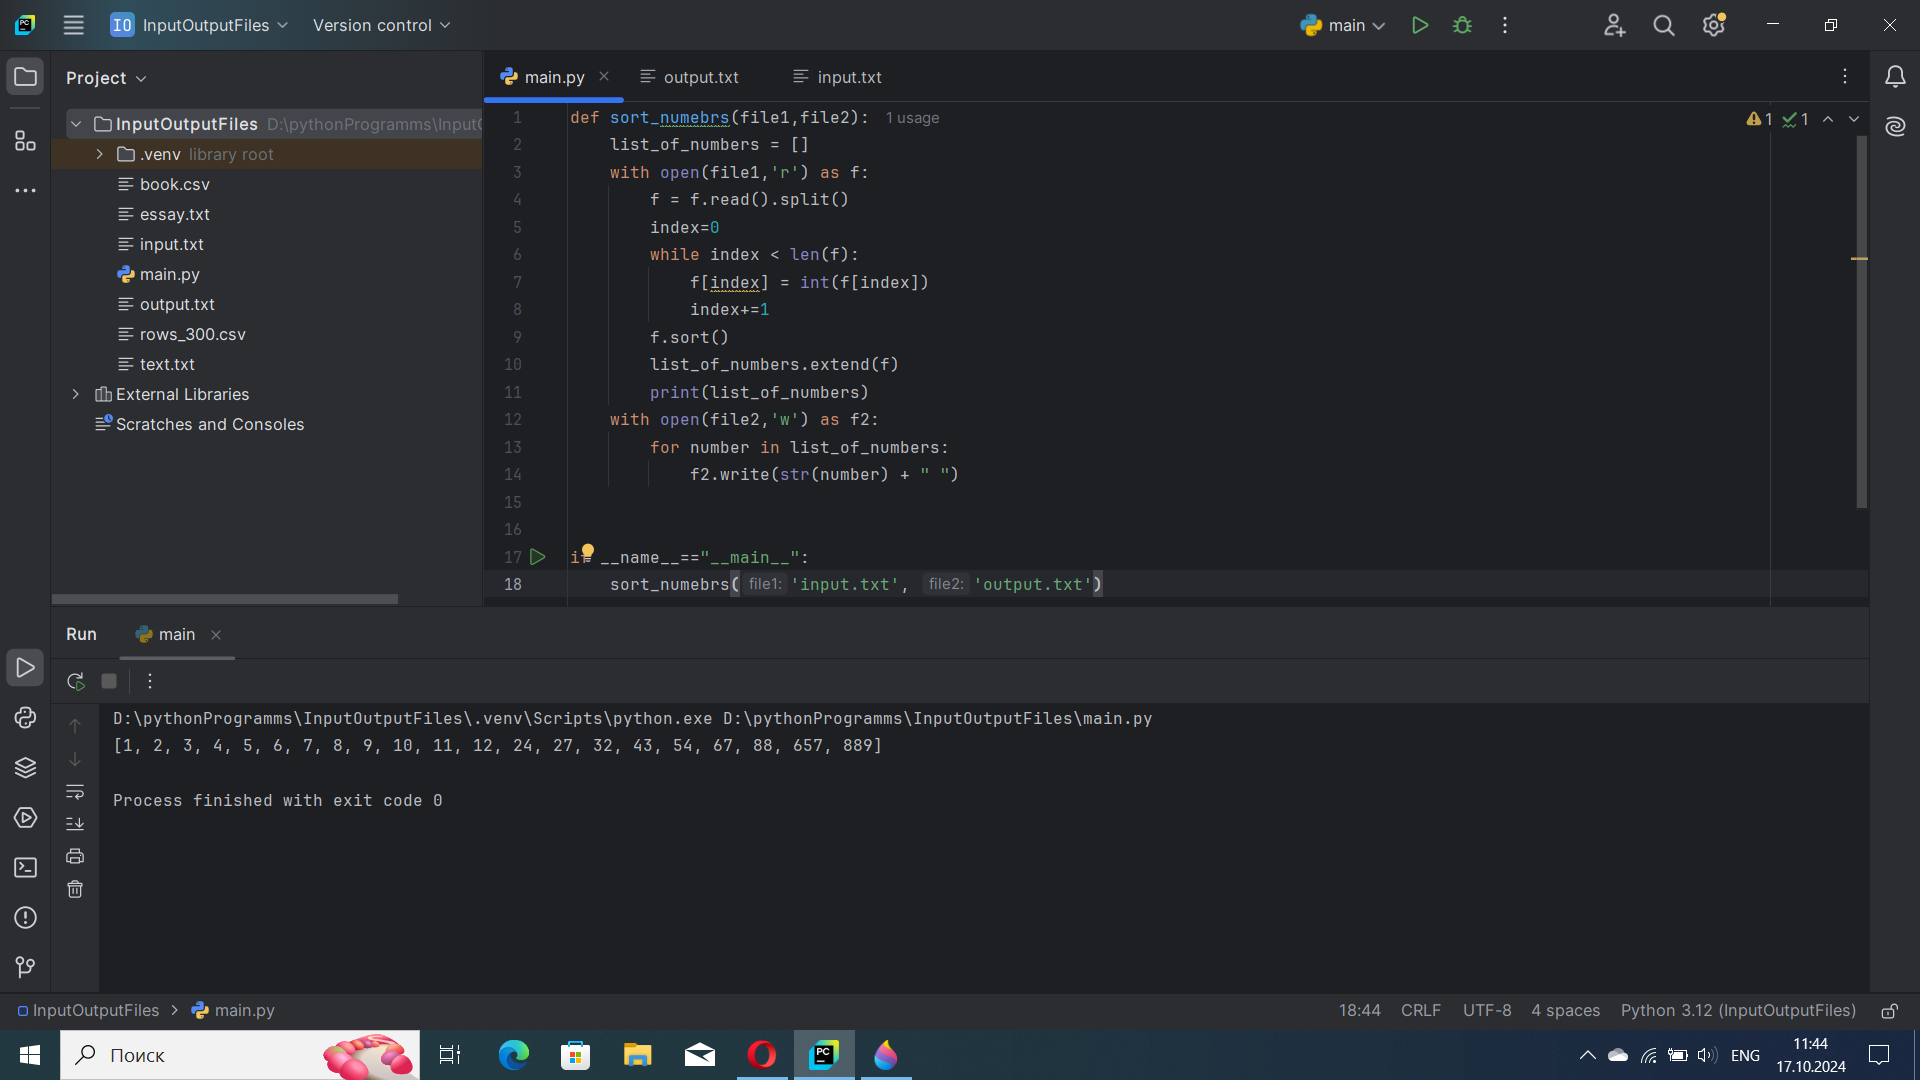 IO InputOutputFiles Version control main
Project main.py output.txt input.txt
InputOutputFiles D:\pythonProgramms\Input
.venv library root
book.csv
essay.txt
input.txt
main.py
output.txt
rows_300.csv
text.txt
External Libraries
Scratches and Consoles
1 def sort_numebrs(file1,file2): 1 usage
2 list_of_numbers = []
3 with open(file1,'r') as f:
4 f = f.read().split()
5 index=0
6 while index < len(f):
7 f[index] = int(f[index])
8 index+=1
9 f.sort()
10 list_of_numbers.extend(f)
11 print(list_of_numbers)
12 with open(file2,'w') as f2:
13 for number in list_of_numbers:
14 f2.write(str(number) + " ")
15
16
17 if __name__=="__main__":
18 sort_numebrs( file1: 'input.txt', file2: 'output.txt')
1 1
Run main
D:\pythonProgramms\InputOutputFiles\.venv\Scripts\python.exe D:\pythonProgramms\InputOutputFiles\main.py
[1, 2, 3, 4, 5, 6, 7, 8, 9, 10, 11, 12, 24, 27, 32, 43, 54, 67, 88, 657, 889]
Process finished with exit code 0
InputOutputFiles > main.py 18:44 CRLF UTF-8 4 spaces Python 3.12 (InputOutputFiles)
Поиск PC ENG 11:44
17.10.2024